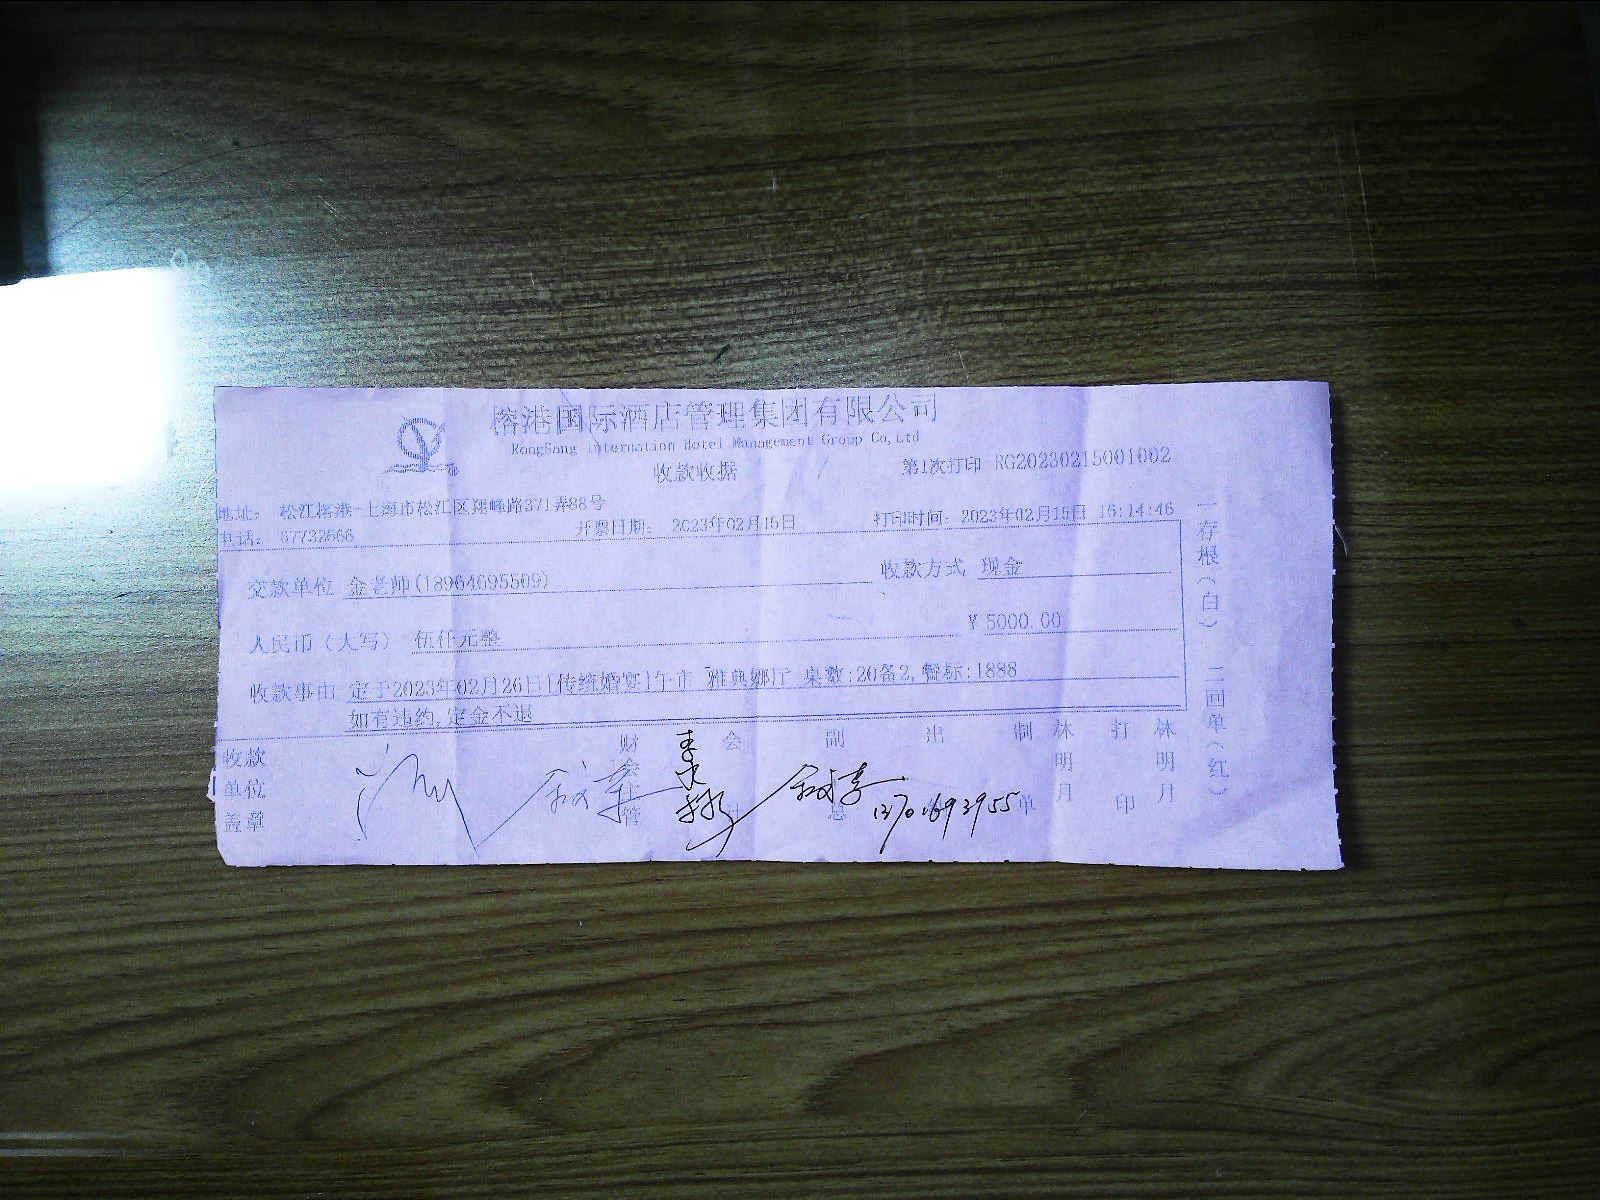 榕港国际酒店管理集团有限公司
RongGang Internation Hotel Management Group Co,Ltd
收款收据
第1次打印 RG20230215001002
地址: 松江榕港-上海市松江区翔峰路371弄88号
电话: 67732666
开票日期: 2023年02月15日
打印时间: 2023年02月15日 16:14:46
交款单位 金老师(18964695509)
收款方式 现金
人民币（大写） 伍仟元整
¥5000.00
收款事由 定于2023年02月26日|传统婚宴|午市 雅典娜厅 桌数:20备2,餐标:1888
如有违约,定金不退
收款单位盖章
财会主管
会计
副总
出
制单
林明月
打印
林明月
13701693955
一存根（白） 二回单（红）